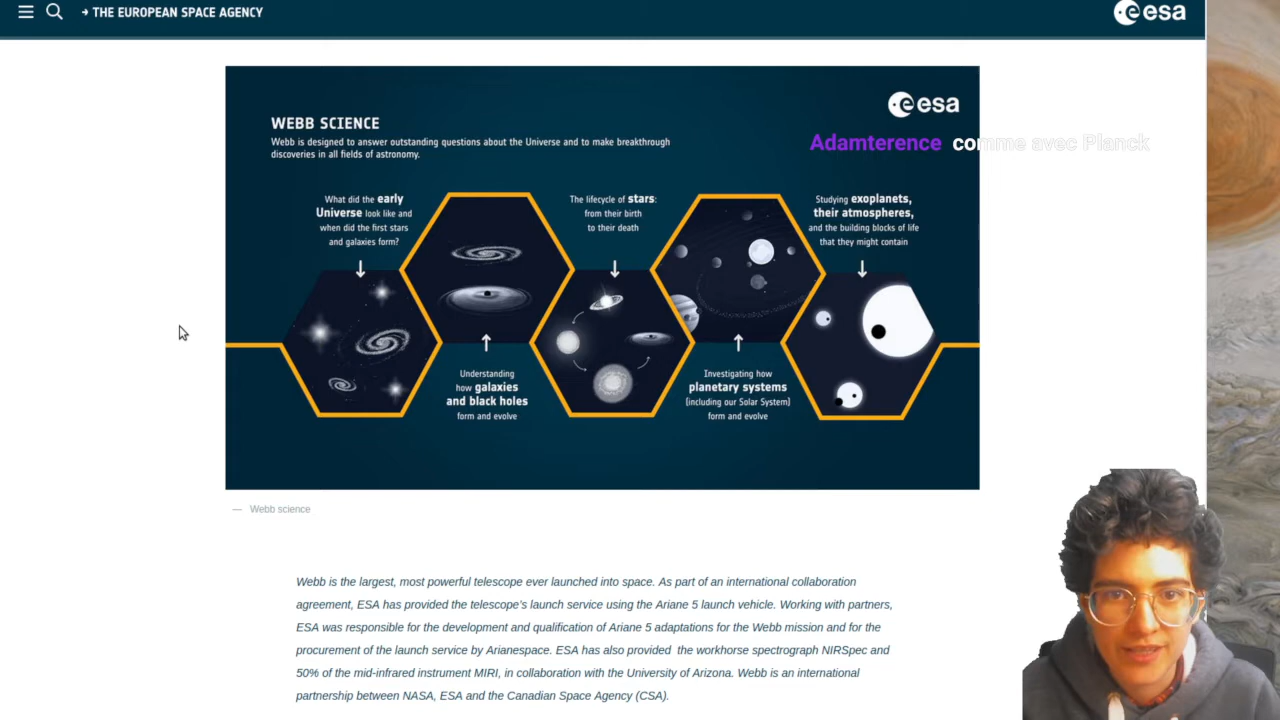 → THE EUROPEAN SPACE AGENCY
esa
esa
WEBB SCIENCE
Webb is designed to answer outstanding questions about the Universe and to make breakthrough
discoveries in all fields of astronomy.
Adamterence comme avec Planck
What did the early
Universe look like and
when did the first stars
and galaxies form?
The lifecycle of stars:
from their birth
to their death
Studying exoplanets,
their atmospheres,
and the building blocks of life
that they might contain
Understanding
how galaxies
and black holes
form and evolve
Investigating how
planetary systems
(including our Solar System)
form and evolve
— Webb science
Webb is the largest, most powerful telescope ever launched into space. As part of an international collaboration
agreement, ESA has provided the telescope's launch service using the Ariane 5 launch vehicle. Working with partners,
ESA was responsible for the development and qualification of Ariane 5 adaptations for the Webb mission and for the
procurement of the launch service by Arianespace. ESA has also provided the workhorse spectrograph NIRSpec and
50% of the mid-infrared instrument MIRI, in collaboration with the University of Arizona. Webb is an international
partnership between NASA, ESA and the Canadian Space Agency (CSA).